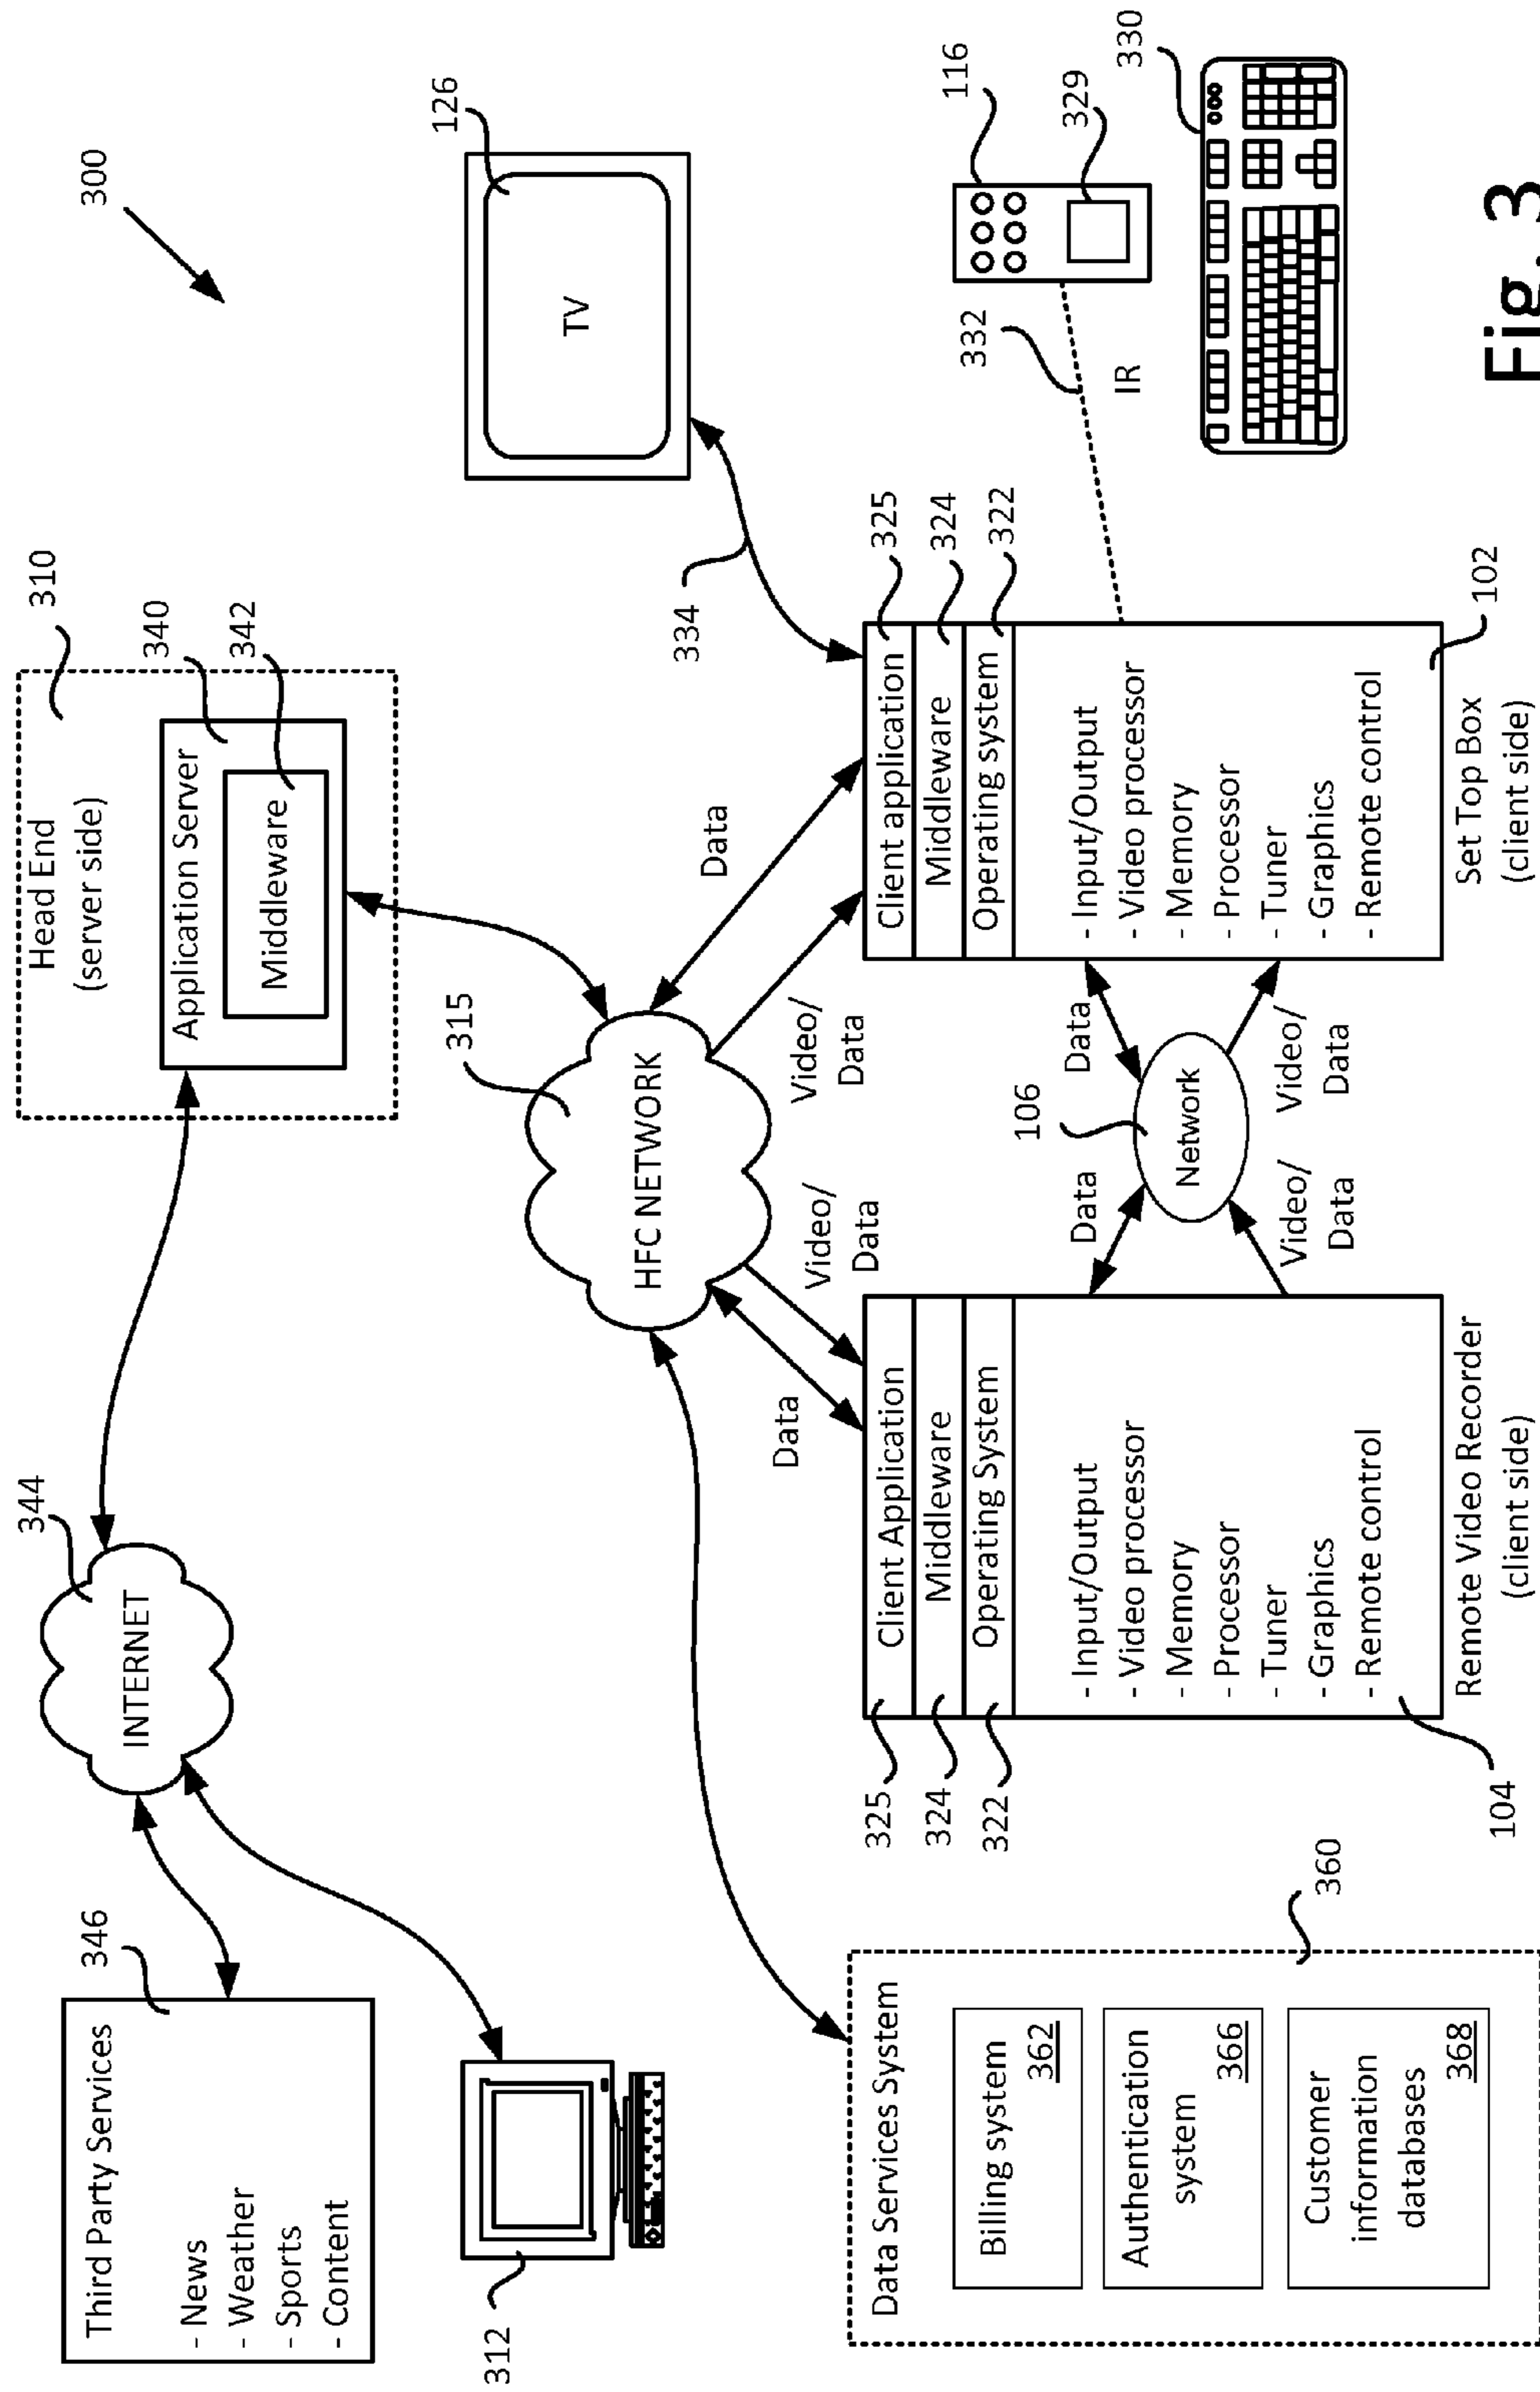 300
Third Party Services
346
- News
- Weather
- Sports
- Content
344
INTERNET
310
Head End
(server side)
340
Application Server
342
Middleware
312
315
HFC NETWORK
126
TV
334
Data
Video/
Data
Data
Video/
Data
Data Services System
360
Billing system
362
Authentication
system
366
Customer
information
databases
368
325
Client Application
324
Middleware
322
Operating System
- Input/Output
- Video processor
- Memory
- Processor
- Tuner
- Graphics
- Remote control
104
Remote Video Recorder
(client side)
106
Network
Data
Video/
Data
Data
Video/
Data
Client application
325
Middleware
324
Operating system
322
- Input/Output
- Video processor
- Memory
- Processor
- Tuner
- Graphics
- Remote control
102
Set Top Box
(client side)
332
IR
116
329
330
Fig. 3